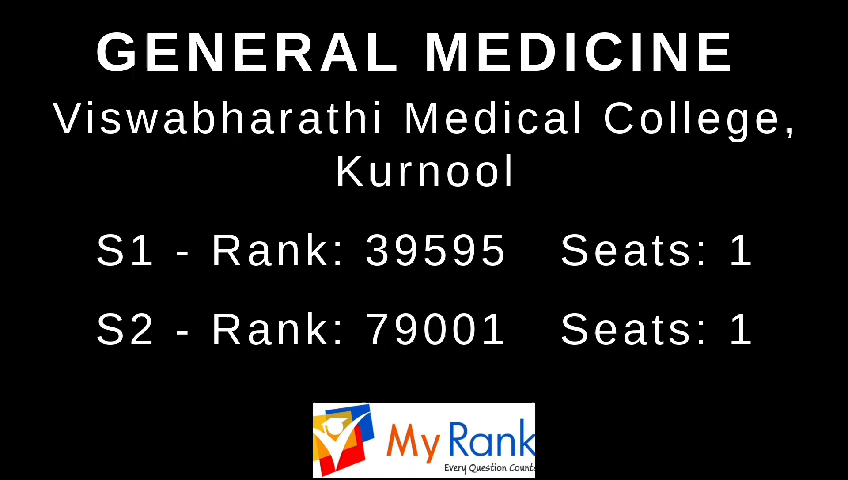 GENERAL MEDICINE
Viswabharathi Medical College,
Kurnool
S1 - Rank: 39595 Seats: 1
S2 - Rank: 79001 Seats: 1
My Rank
Every Question Counts